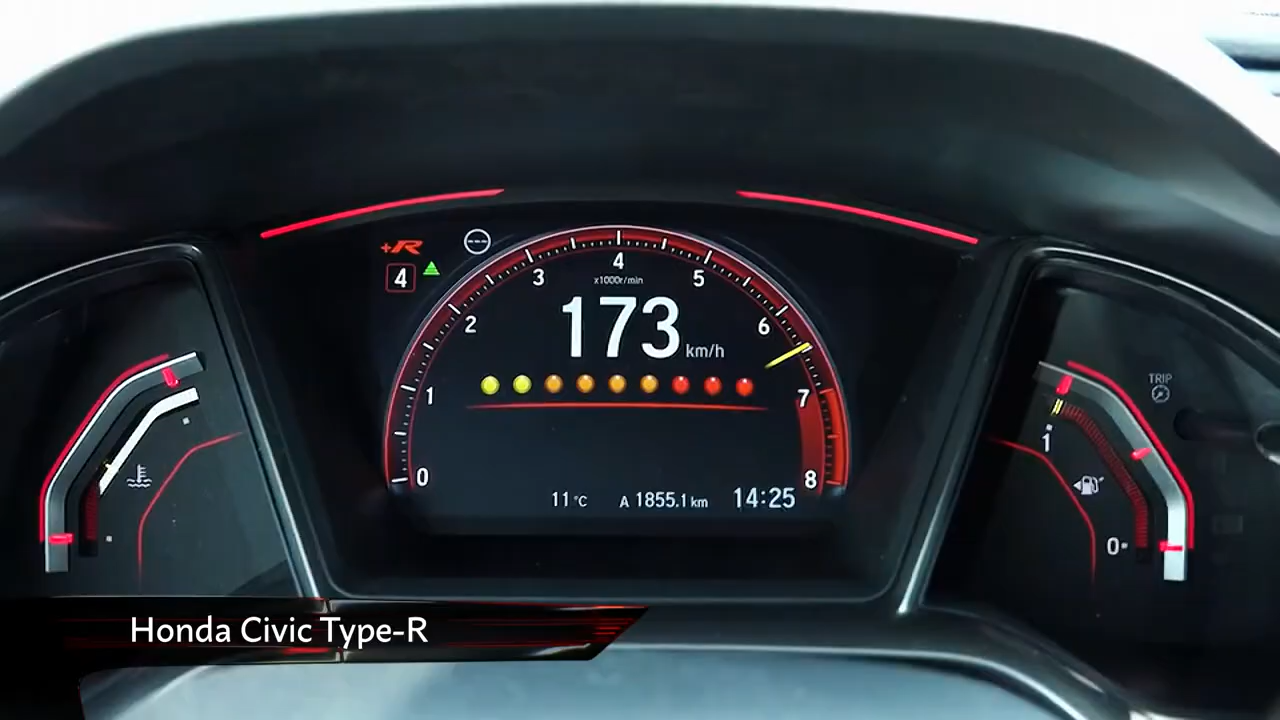 +R
4
4
x1000r/min
3
5
2
6
173 km/h
1
7
0
8
11 °C A 1855.1 km 14:25
TRIP
1
0
Honda Civic Type-R